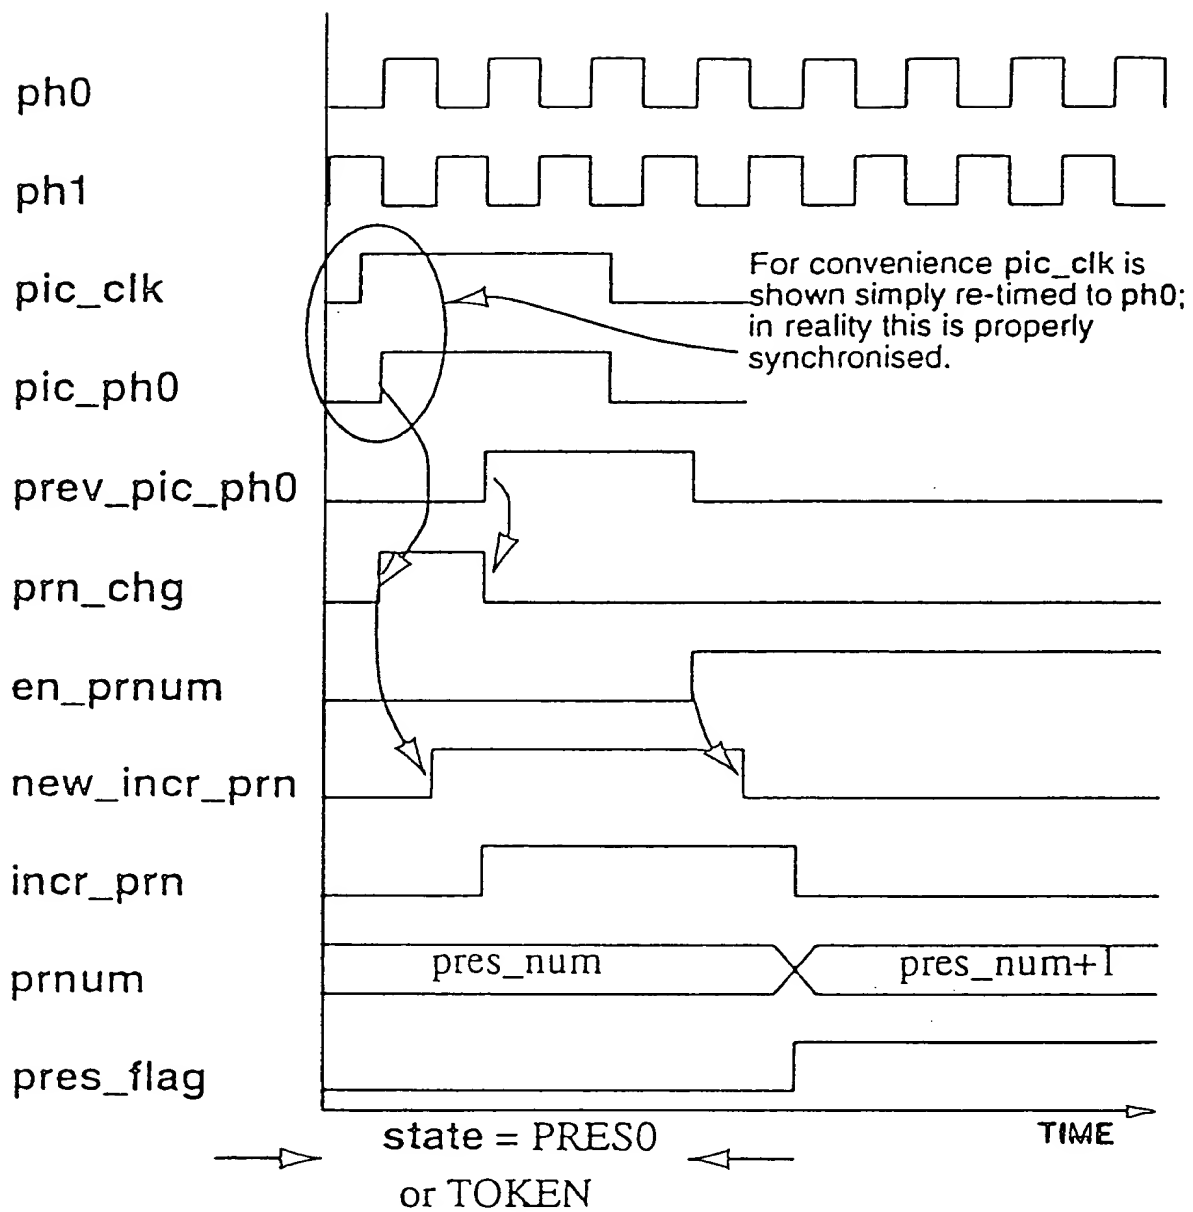 ph0
ph1
pic_clk
For convenience pic_clk is
shown simply re-timed to ph0;
in reality this is properly
synchronised.
pic_ph0
prev_pic_ph0
prn_chg
en_prnum
new_incr_prn
incr_prn
prnum
pres_num
pres_num+1
pres_flag
TIME
state = PRES0
or TOKEN